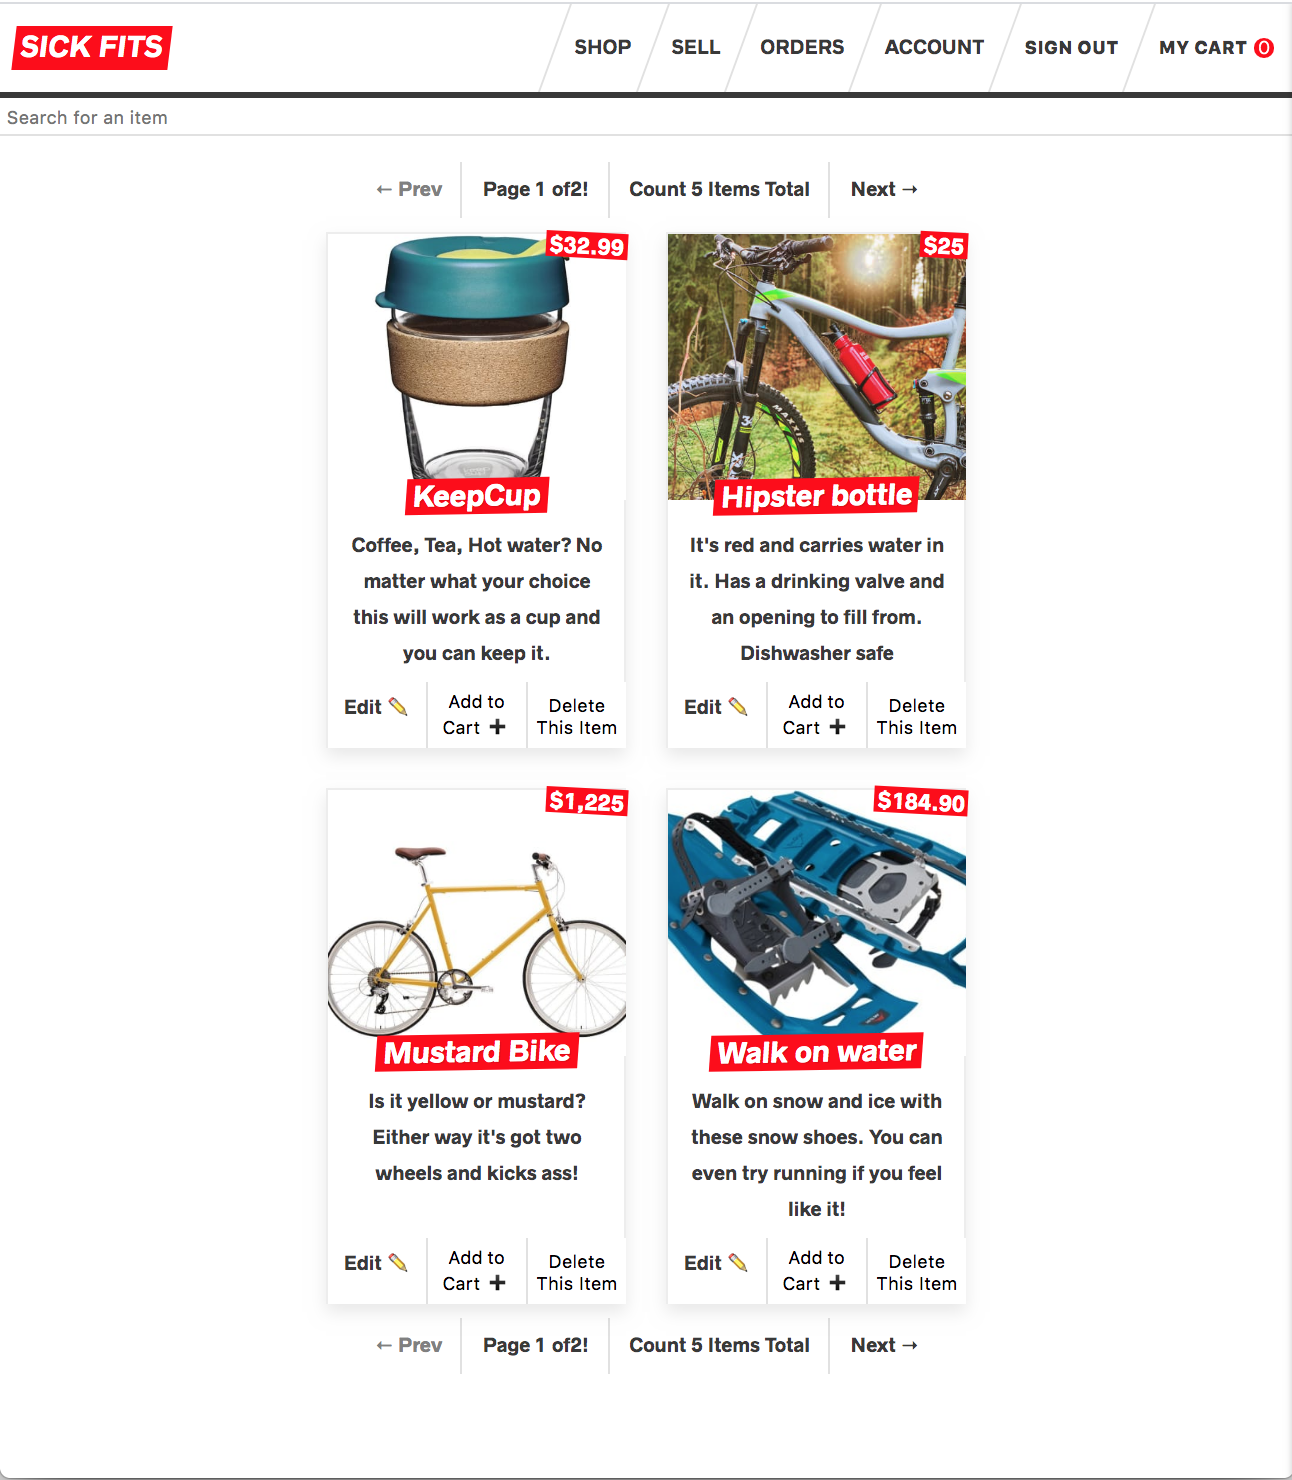 SICK FITS
SHOP SELL ORDERS ACCOUNT SIGN OUT MY CART 0
Search for an item
← Prev Page 1 of2! Count 5 Items Total Next →
$32.99
KeepCup
Coffee, Tea, Hot water? No
matter what your choice
this will work as a cup and
you can keep it.
Edit ✏️
Add to
Cart ➕
Delete
This Item
$25
MAXXIS
Hipster bottle
It's red and carries water in
it. Has a drinking valve and
an opening to fill from.
Dishwasher safe
Edit ✏️
Add to
Cart ➕
Delete
This Item
$1,225
Mustard Bike
Is it yellow or mustard?
Either way it's got two
wheels and kicks ass!
Edit ✏️
Add to
Cart ➕
Delete
This Item
$184.90
Walk on water
Walk on snow and ice with
these snow shoes. You can
even try running if you feel
like it!
Edit ✏️
Add to
Cart ➕
Delete
This Item
← Prev Page 1 of2! Count 5 Items Total Next →